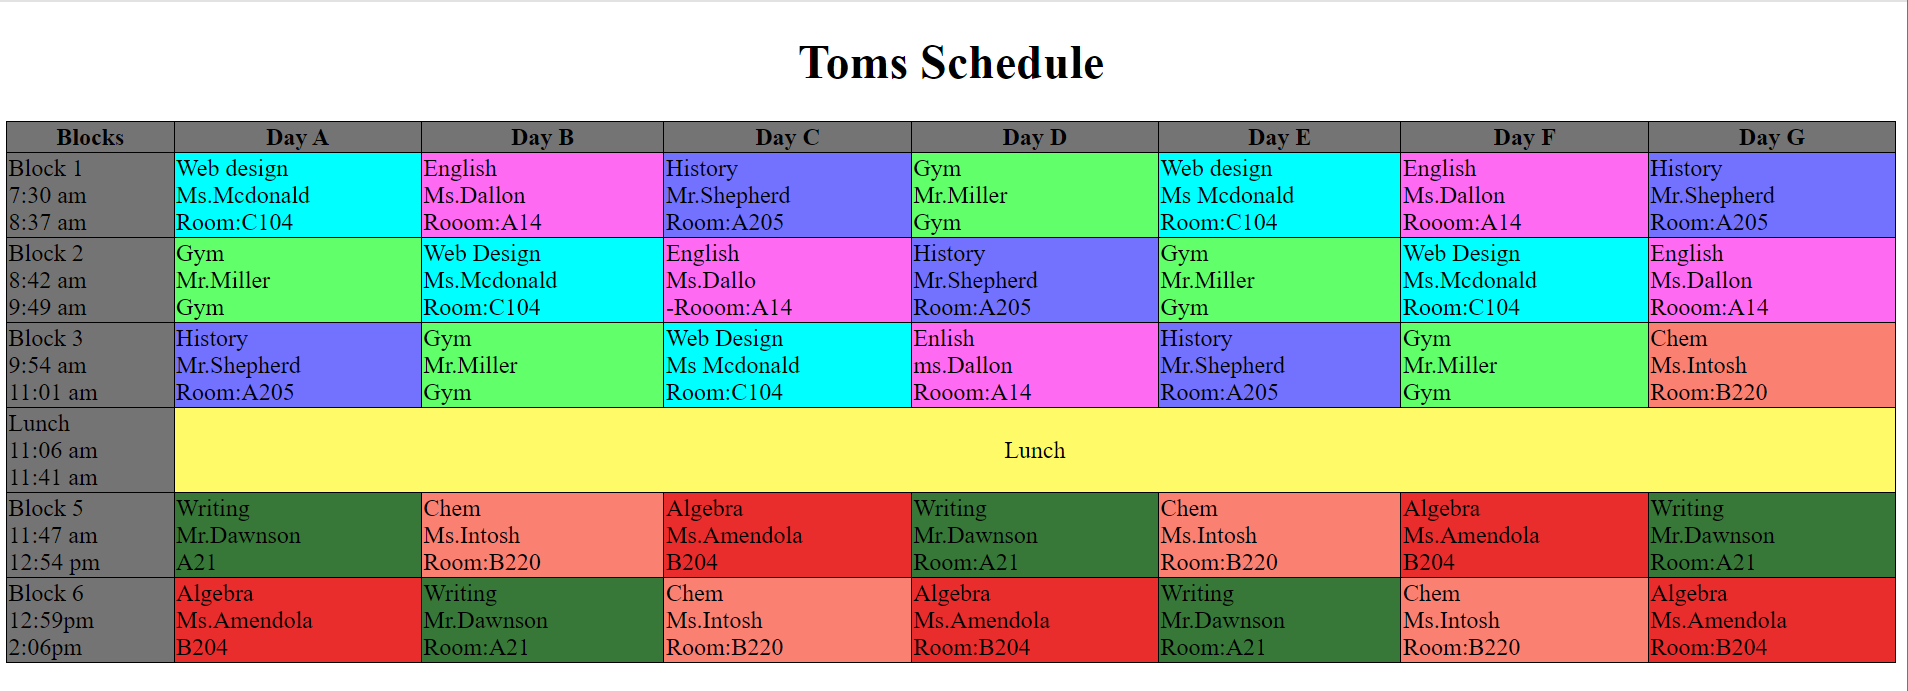 Toms Schedule
Blocks Day A Day B Day C Day D Day E Day F Day G
Block 1
7:30 am
8:37 am
Web design
Ms.Mcdonald
Room:C104
English
Ms.Dallon
Rooom:A14
History
Mr.Shepherd
Room:A205
Gym
Mr.Miller
Gym
Web design
Ms Mcdonald
Room:C104
English
Ms.Dallon
Rooom:A14
History
Mr.Shepherd
Room:A205
Block 2
8:42 am
9:49 am
Gym
Mr.Miller
Gym
Web Design
Ms.Mcdonald
Room:C104
English
Ms.Dallo
-Rooom:A14
History
Mr.Shepherd
Room:A205
Gym
Mr.Miller
Gym
Web Design
Ms.Mcdonald
Room:C104
English
Ms.Dallon
Rooom:A14
Block 3
9:54 am
11:01 am
History
Mr.Shepherd
Room:A205
Gym
Mr.Miller
Gym
Web Design
Ms Mcdonald
Room:C104
Enlish
ms.Dallon
Rooom:A14
History
Mr.Shepherd
Room:A205
Gym
Mr.Miller
Gym
Chem
Ms.Intosh
Room:B220
Lunch
11:06 am
11:41 am
Lunch
Block 5
11:47 am
12:54 pm
Writing
Mr.Dawnson
A21
Chem
Ms.Intosh
Room:B220
Algebra
Ms.Amendola
B204
Writing
Mr.Dawnson
Room:A21
Chem
Ms.Intosh
Room:B220
Algebra
Ms.Amendola
B204
Writing
Mr.Dawnson
Room:A21
Block 6
12:59pm
2:06pm
Algebra
Ms.Amendola
B204
Writing
Mr.Dawnson
Room:A21
Chem
Ms.Intosh
Room:B220
Algebra
Ms.Amendola
Room:B204
Writing
Mr.Dawnson
Room:A21
Chem
Ms.Intosh
Room:B220
Algebra
Ms.Amendola
Room:B204